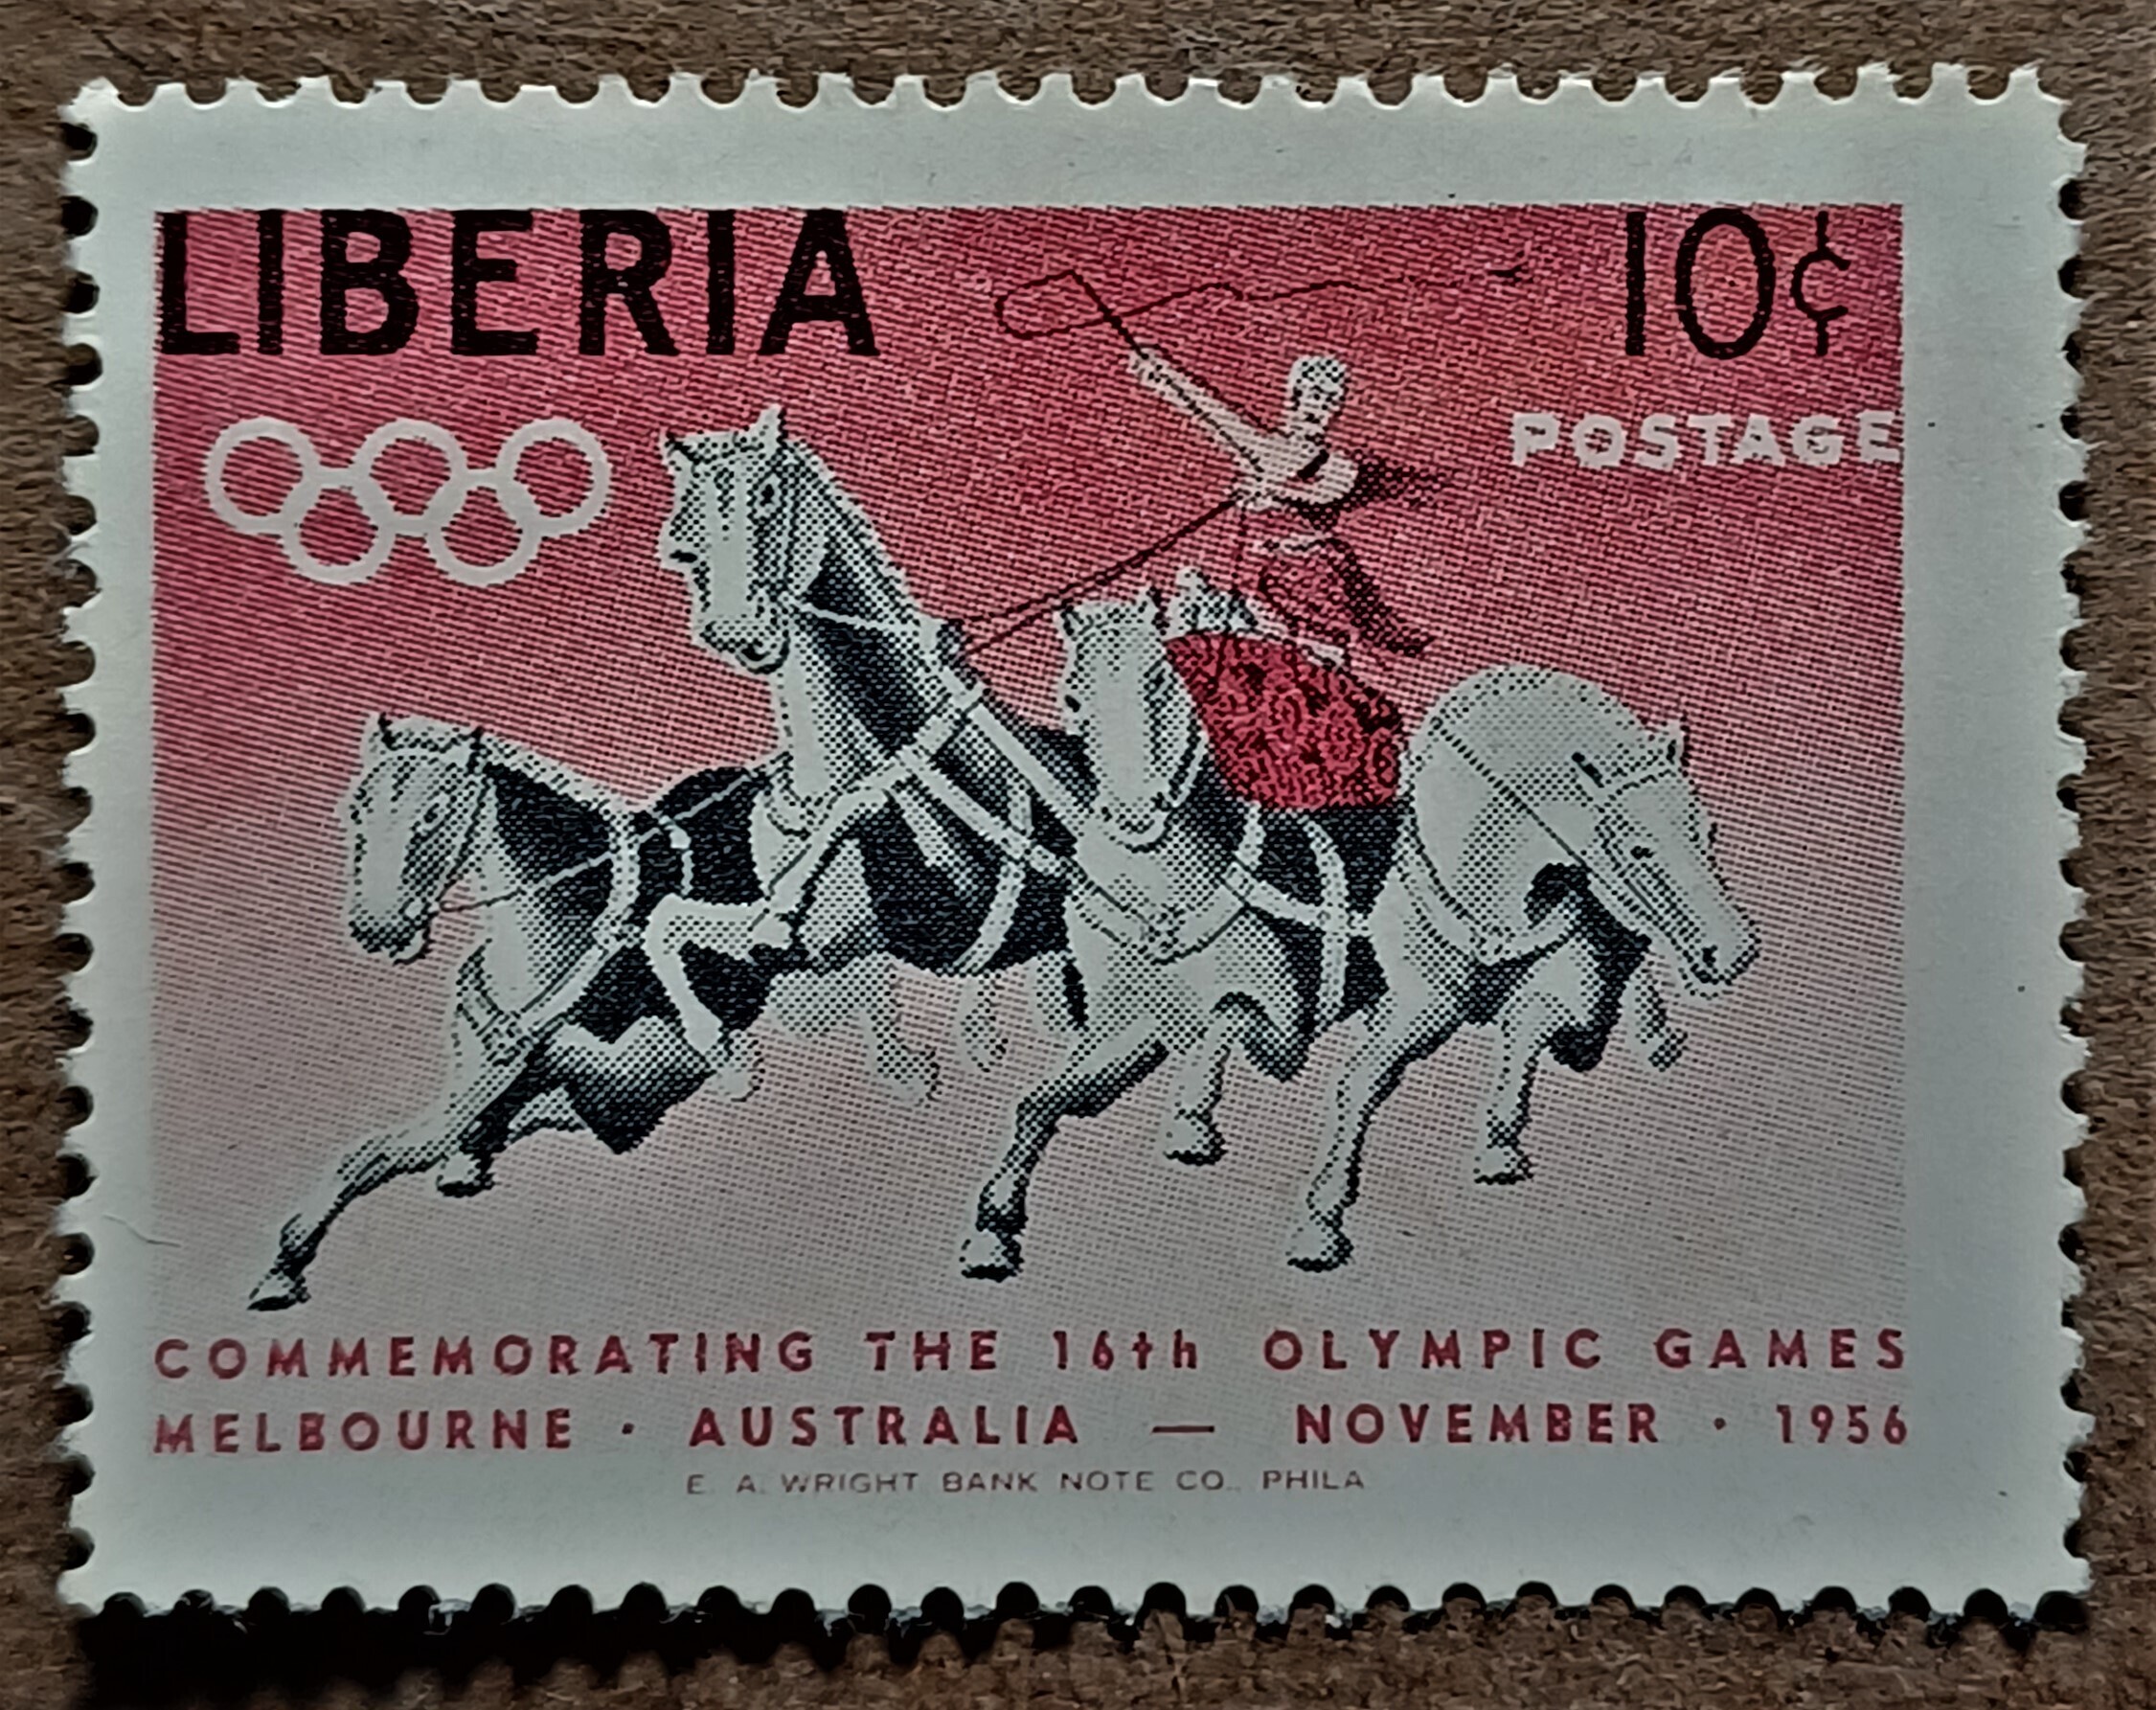 LIBERIA 10¢
POSTAGE
COMMEMORATING THE 16th OLYMPIC GAMES
MELBOURNE · AUSTRALIA — NOVEMBER · 1956
E. A. WRIGHT BANK NOTE CO., PHILA